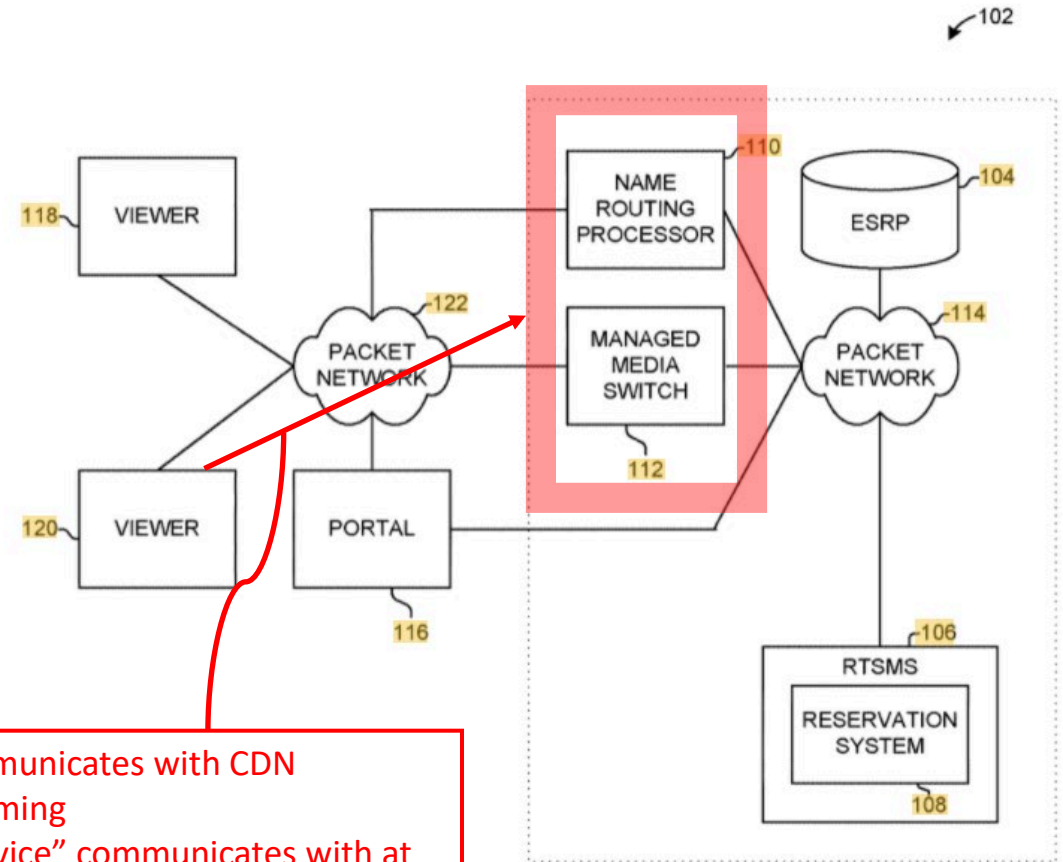 102
110
NAME
ROUTING
PROCESSOR
104
ESRP
118
VIEWER
122
PACKET
NETWORK
MANAGED
MEDIA
SWITCH
114
PACKET
NETWORK
112
120
VIEWER
PORTAL
116
106
RTSMS
RESERVATION
SYSTEM
108
municates with CDN
ming
vice” communicates with at